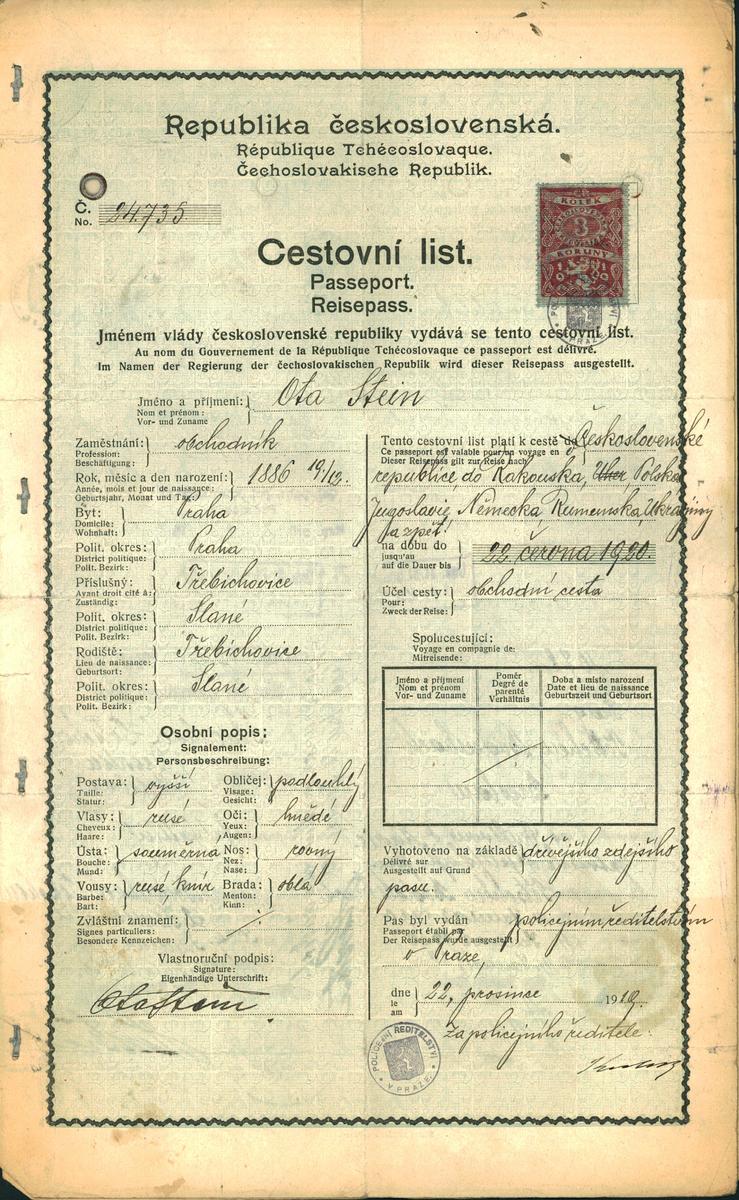 Republika československá.
République Tchécoslovaque.
Čechoslovakische Republik.
Č.
No. 24.735.
KOLEK
3
KORUNY
1919
Cestovní list.
Passeport.
Reisepass.
POLICEJNÍ ŘEDITELSTVÍ V PRAZE
Jménem vlády československé republiky vydává se tento cestovní list.
Au nom du Gouvernement de la République Tchécoslovaque ce passeport est délivré.
Im Namen der Regierung der čechoslovakischen Republik wird dieser Reisepass ausgestellt.
Jméno a příjmení: Ota Stein
Nom et prénom:
Vor- und Zuname
Zaměstnání: obchodník
Profession:
Beschäftigung:
Rok, měsíc a den narození: 1886 19/12.
Année, mois et jour de naissance:
Geburtsjahr, Monat und Tag:
Byt: Praha
Domicile:
Wohnhaft:
Polit. okres: Praha
District politique:
Polit. Bezirk:
Příslušný: Třebichovice
Ayant droit cité à:
Zuständig:
Polit. okres: Slané
District politique:
Polit. Bezirk:
Rodiště: Třebichovice
Lieu de naissance:
Geburtsort:
Polit. okres: Slané
District politique:
Polit. Bezirk:
Osobní popis:
Signalement:
Personsbeschreibung:
Postava: vyšší Obličej: podlouhlý
Taille: Visage:
Statur: Gesicht:
Vlasy: rusé Oči: hnědé
Cheveux: Yeux:
Haare: Augen:
Ústa: souměrná Nos: rovný
Bouche: Nez:
Mund: Nase:
Vousy: rusé, knír Brada: oblá
Barbe: Menton:
Bart: Kinn:
Zvláštní znamení: ./.
Signes particuliers:
Besondere Kennzeichen:
Vlastnoruční podpis:
Signature:
Eigenhändige Unterschrift:
Ota Stein
Tento cestovní list platí k cestě do Československé
Ce passeport est valable pour un voyage en
Dieser Reisepass gilt zur Reise nach
republice, do Rakouska, Uher Polska
Jugoslavie, Německa, Rumunska, Ukrajiny
a zpět!
na dobu do 22. června 1920.
jusqu'au
auf die Dauer bis
Účel cesty: obchodní cesta
Pour:
Zweck der Reise:
Spolucestující:
Voyage en compagnie de:
Mitreisende:
Jméno a příjmení Poměr Doba a místo narození
Nom et prénom Degré de parenté Date et lieu de naissance
Vor- und Zuname Verhältnis Geburtszeit und Geburtsort
Vyhotoveno na základě dřívějšího zdejšího
Délivré sur
Ausgestellt auf Grund
pasu.
Pas byl vydán policejním ředitelstvím
Passeport établi par
Der Reisepass wurde ausgestellt
v Praze,
dne 22. prosince 1919.
le
am
Za policejního ředitele:
POLICEJNÍ ŘEDITELSTVÍ V PRAZE